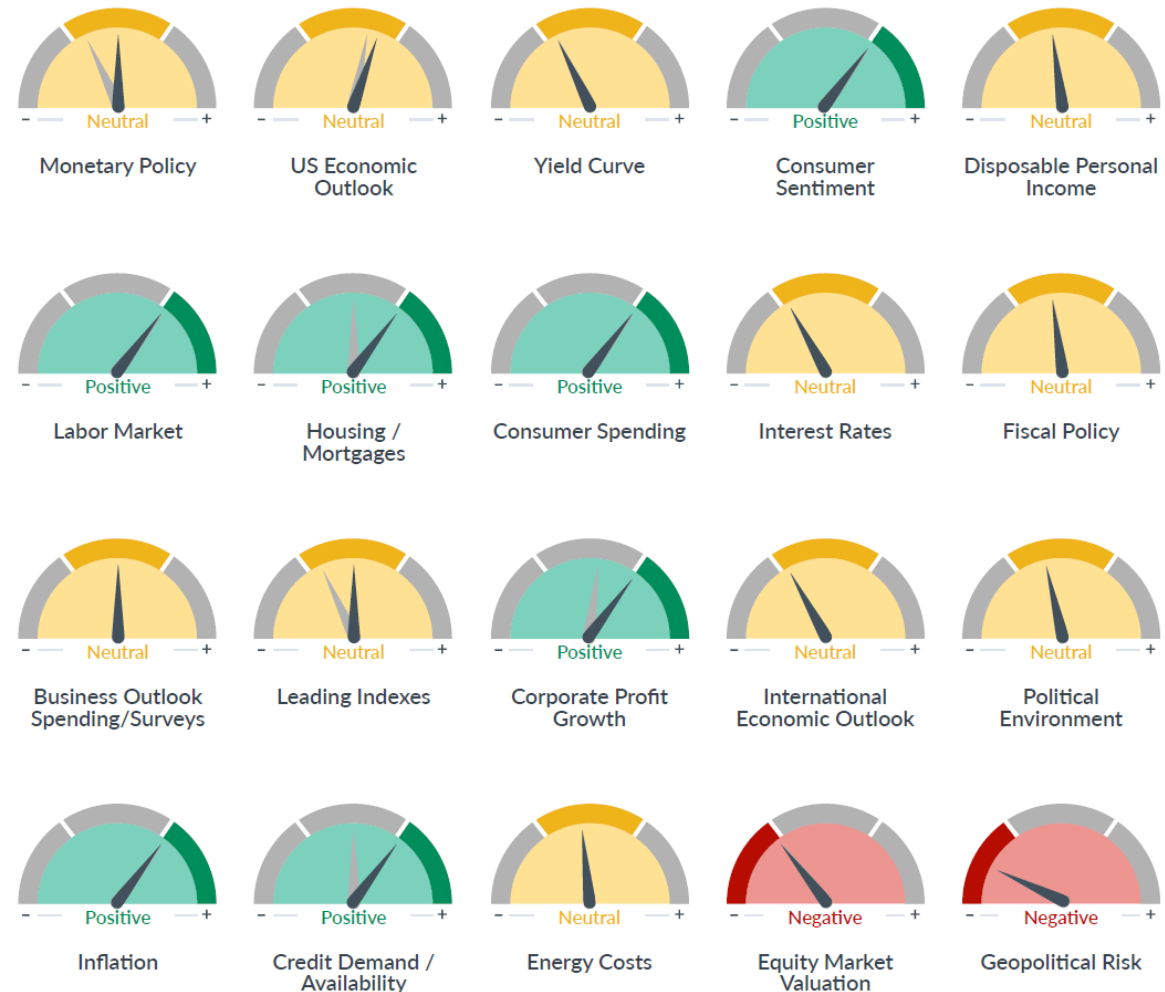 - Neutral +
- Neutral +
- Neutral +
- Positive +
- Neutral +
Monetary Policy
US Economic
Outlook
Yield Curve
Consumer
Sentiment
Disposable Personal
Income
- Positive +
- Positive +
- Positive +
- Neutral +
- Neutral +
Labor Market
Housing /
Mortgages
Consumer Spending
Interest Rates
Fiscal Policy
- Neutral +
- Neutral +
- Positive +
- Neutral +
- Neutral +
Business Outlook
Spending/Surveys
Leading Indexes
Corporate Profit
Growth
International
Economic Outlook
Political
Environment
- Positive +
- Positive +
- Neutral +
- Negative +
- Negative +
Inflation
Credit Demand /
Availability
Energy Costs
Equity Market
Valuation
Geopolitical Risk